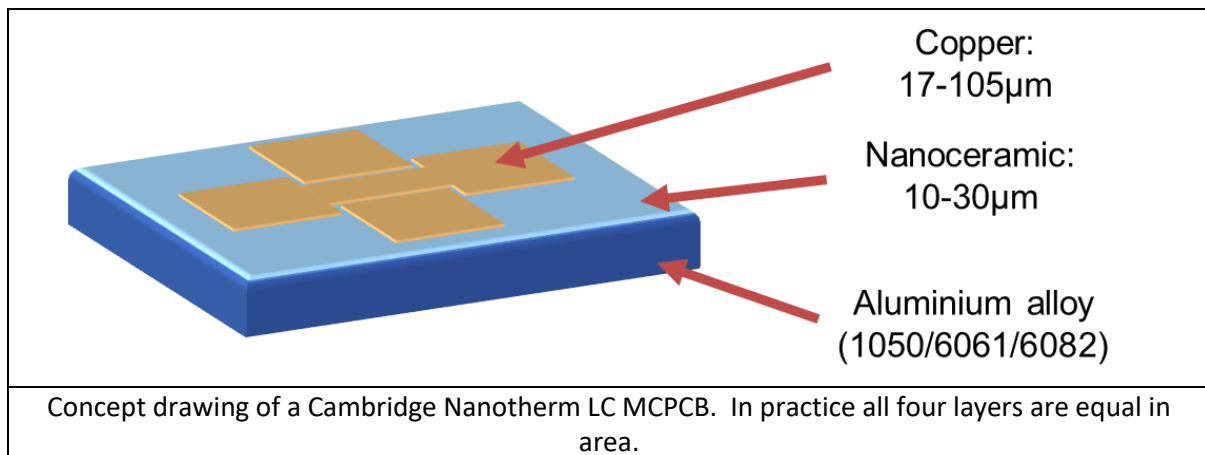 Copper:
17-105µm
Nanoceramic:
10-30µm
Aluminium alloy
(1050/6061/6082)
Concept drawing of a Cambridge Nanotherm LC MCPCB.  In practice all four layers are equal in
area.